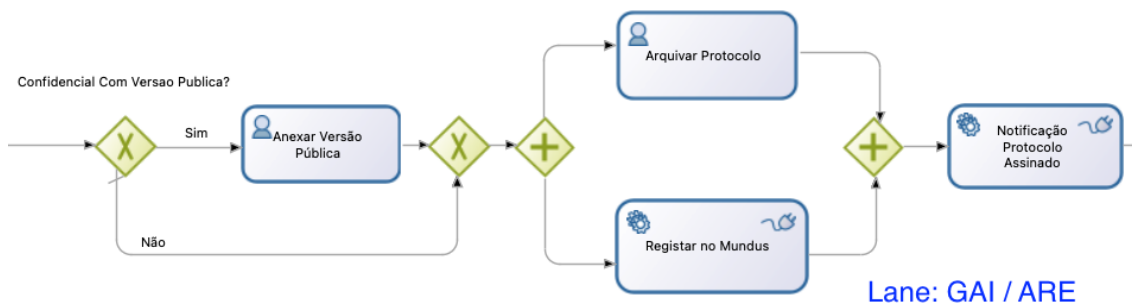 Confidencial Com Versao Publica?
Sim
Não
Anexar Versão
Pública
Arquivar Protocolo
Registar no Mundus
Notificação
Protocolo
Assinado
Lane: GAI / ARE